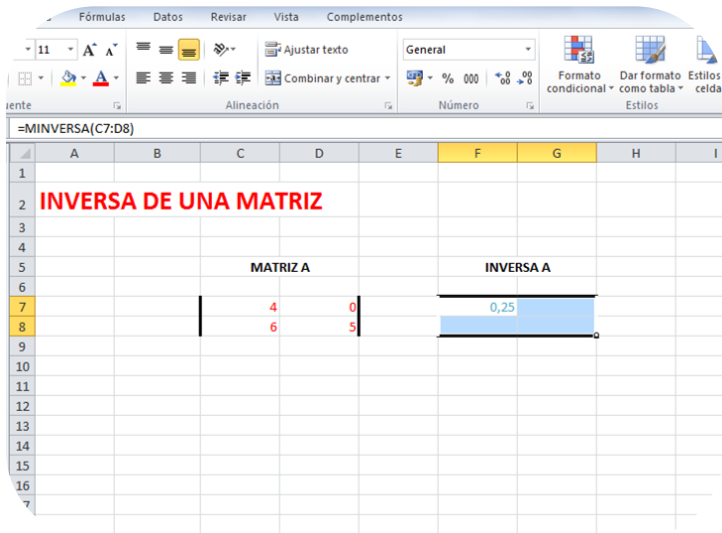 Fórmulas Datos Revisar Vista Complementos
11 A A Ajustar texto General
Combinar y centrar % 000 Formato condicional Dar formato como tabla Estilos celda
uente Alineación Número Estilos
=MINVERSA(C7:D8)
A B C D E F G H I
1
2 INVERSA DE UNA MATRIZ
3
4
5 MATRIZ A INVERSA A
6
7 4 0 0,25
8 6 5
9
10
11
12
13
14
15
16